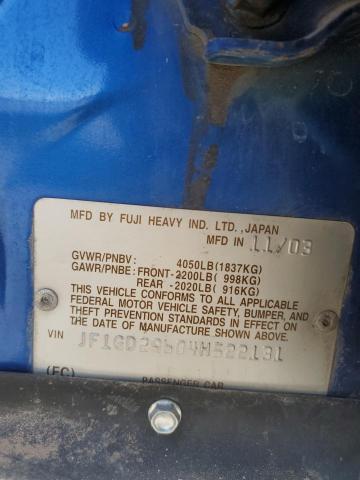 MFD BY FUJI HEAVY IND. LTD., JAPAN
MFD IN 11/03
GVWR/PNBV: 4050LB(1837KG)
GAWR/PNBE: FRONT-2200LB( 998KG)
REAR -2020LB( 916KG)
THIS VEHICLE CONFORMS TO ALL APPLICABLE
FEDERAL MOTOR VEHICLE SAFETY, BUMPER, AND
THEFT PREVENTION STANDARDS IN EFFECT ON
THE DATE OF MANUFACTURE SHOWN ABOVE.
VIN JF1GD29604H522131
(FC) PASSENGER CAR